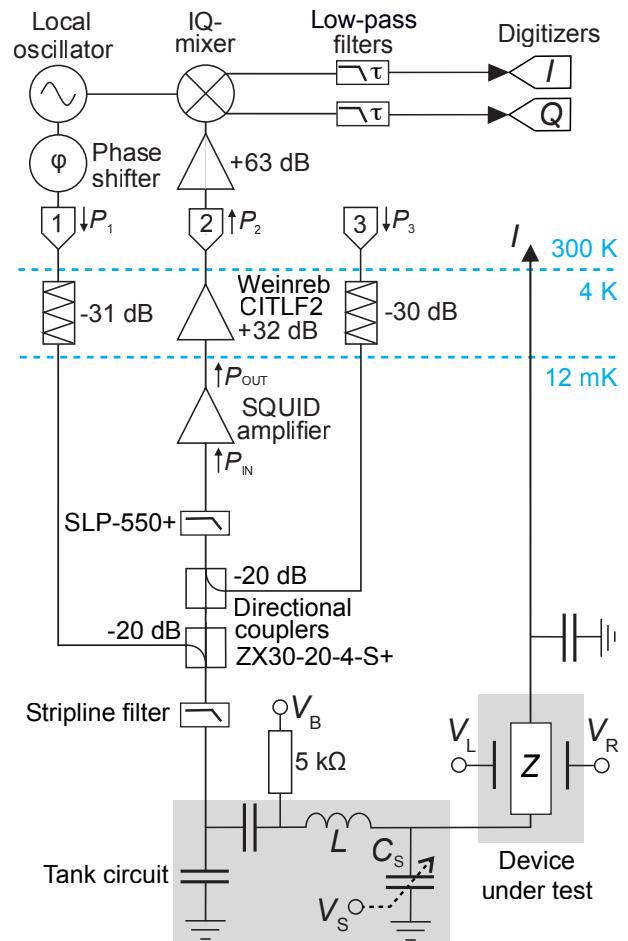 Local
oscillator
IQ-
mixer
Low-pass
filters
Digitizers
τ
I
τ
Q
φ
Phase
shifter
+63 dB
1
P1
2
P2
3
P3
I
300 K
4 K
-31 dB
Weinreb
CITLF2
+32 dB
-30 dB
12 mK
POUT
SQUID
amplifier
PIN
SLP-550+
-20 dB
-20 dB
Directional
couplers
ZX30-20-4-S+
Stripline filter
VB
5 kΩ
VL
Z
VR
L
CS
Tank circuit
VS
Device
under test